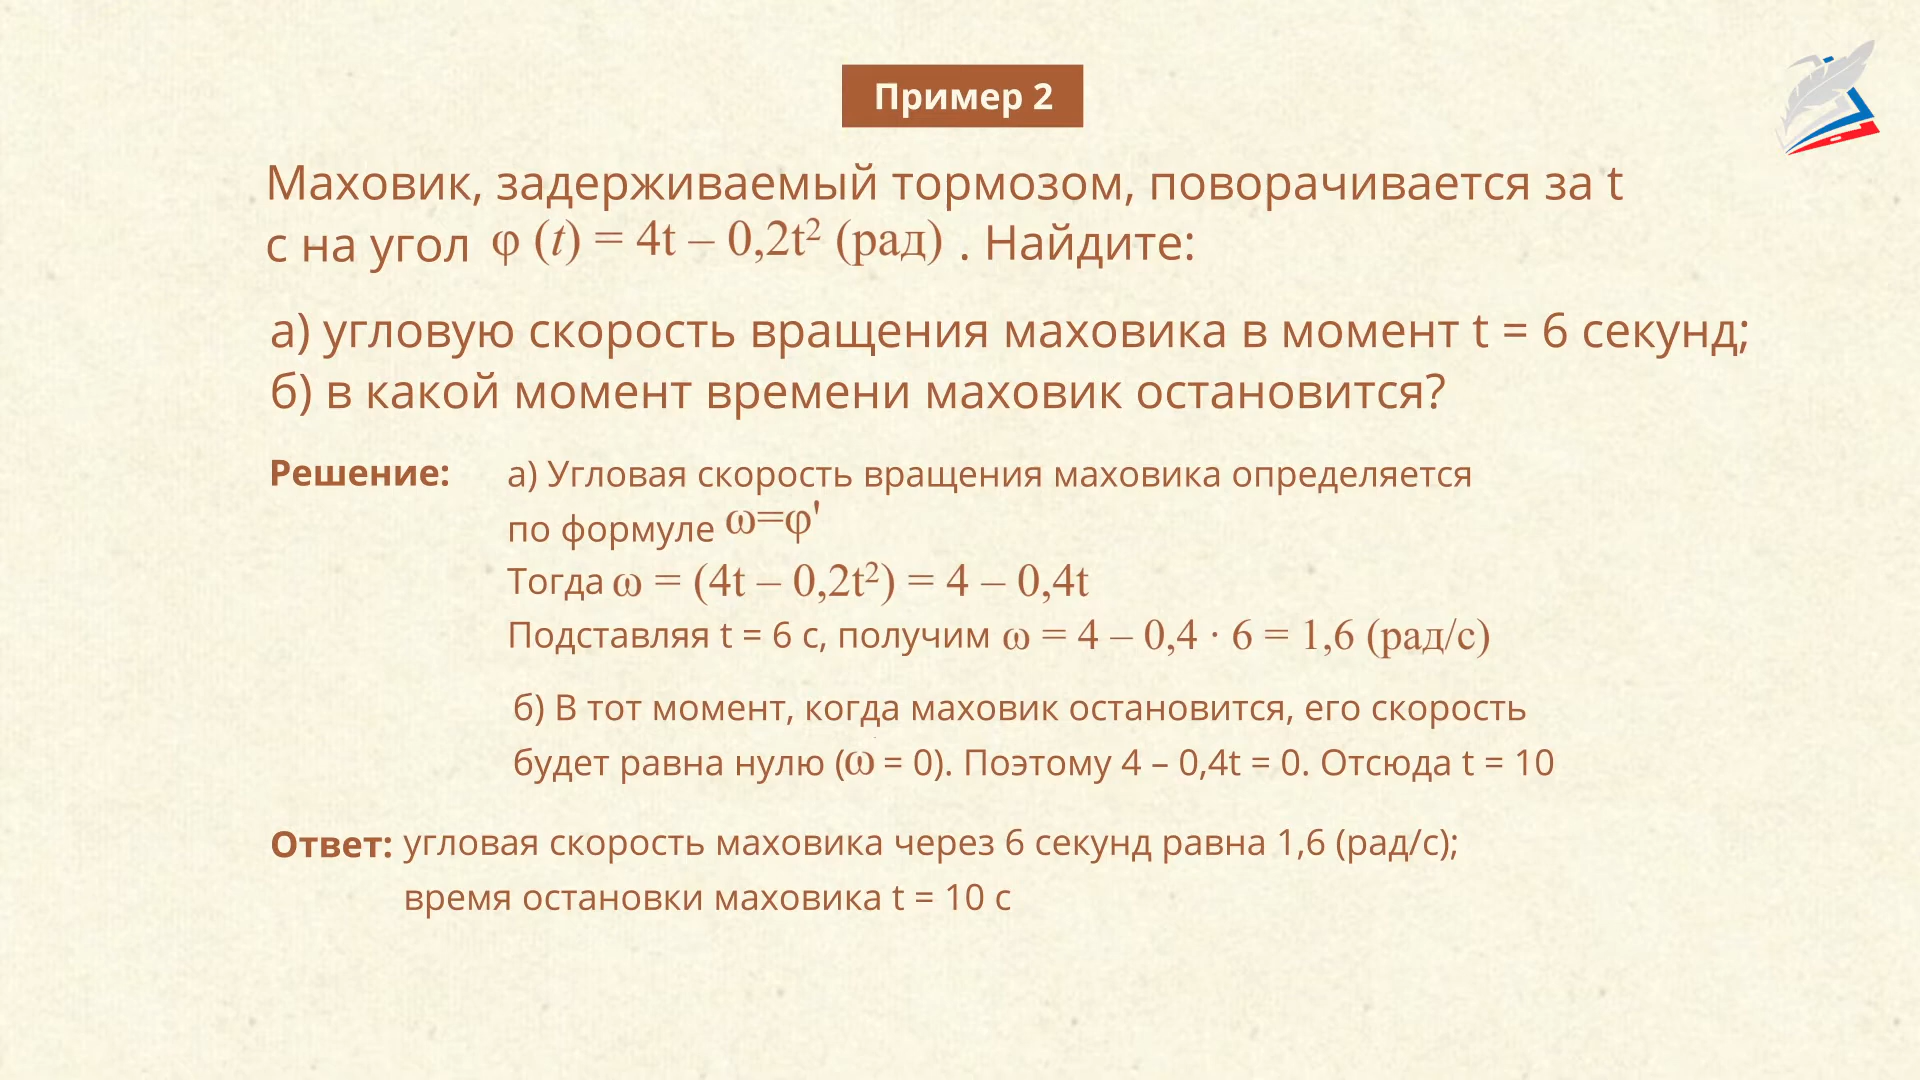 Пример 2
Маховик, задерживаемый тормозом, поворачивается за t
с на угол φ (t) = 4t – 0,2t² (рад) . Найдите:
а) угловую скорость вращения маховика в момент t = 6 секунд;
б) в какой момент времени маховик остановится?
Решение: а) Угловая скорость вращения маховика определяется
по формуле ω=φ'
Тогда ω = (4t – 0,2t²) = 4 – 0,4t
Подставляя t = 6 с, получим ω = 4 – 0,4 · 6 = 1,6 (рад/с)
б) В тот момент, когда маховик остановится, его скорость
будет равна нулю (ω = 0). Поэтому 4 – 0,4t = 0. Отсюда t = 10
Ответ: угловая скорость маховика через 6 секунд равна 1,6 (рад/с);
время остановки маховика t = 10 с